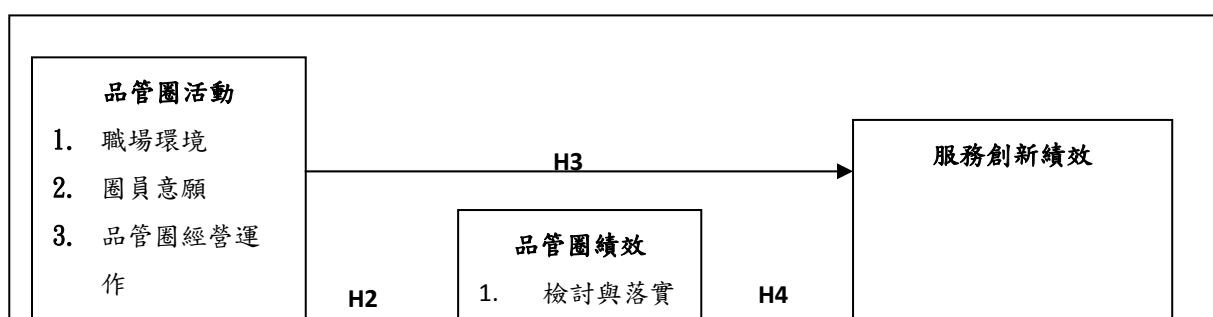 品管圈活動
1. 職場環境
2. 圈員意願
3. 品管圈經營運
作
H3
服務創新績效
H2
品管圈績效
1. 檢討與落實
H4